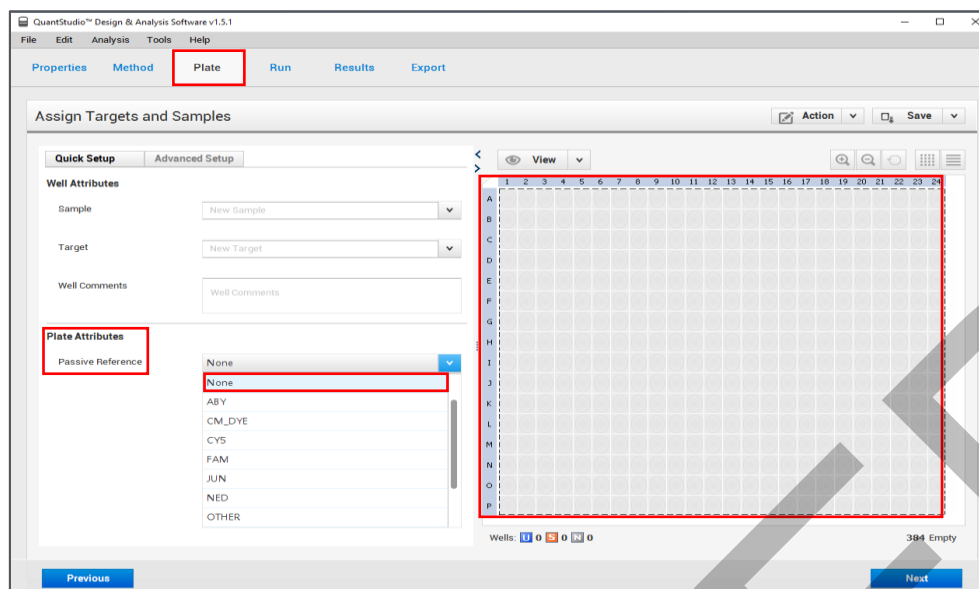 QuantStudio™ Design & Analysis Software v1.5.1
File Edit Analysis Tools Help
Properties Method Plate Run Results Export
Assign Targets and Samples
Action
Save
Quick Setup
Advanced Setup
View
Well Attributes
Sample
New Sample
Target
New Target
Well Comments
Well Comments
Plate Attributes
Passive Reference
None
None
ABY
CM_DYE
CY5
FAM
JUN
NED
OTHER
1 2 3 4 5 6 7 8 9 10 11 12 13 14 15 16 17 18 19 20 21 22 23 24
A
B
C
D
E
F
G
H
I
J
K
L
M
N
O
P
Wells: U 0 S 0 N 0
384 Empty
Previous
Next